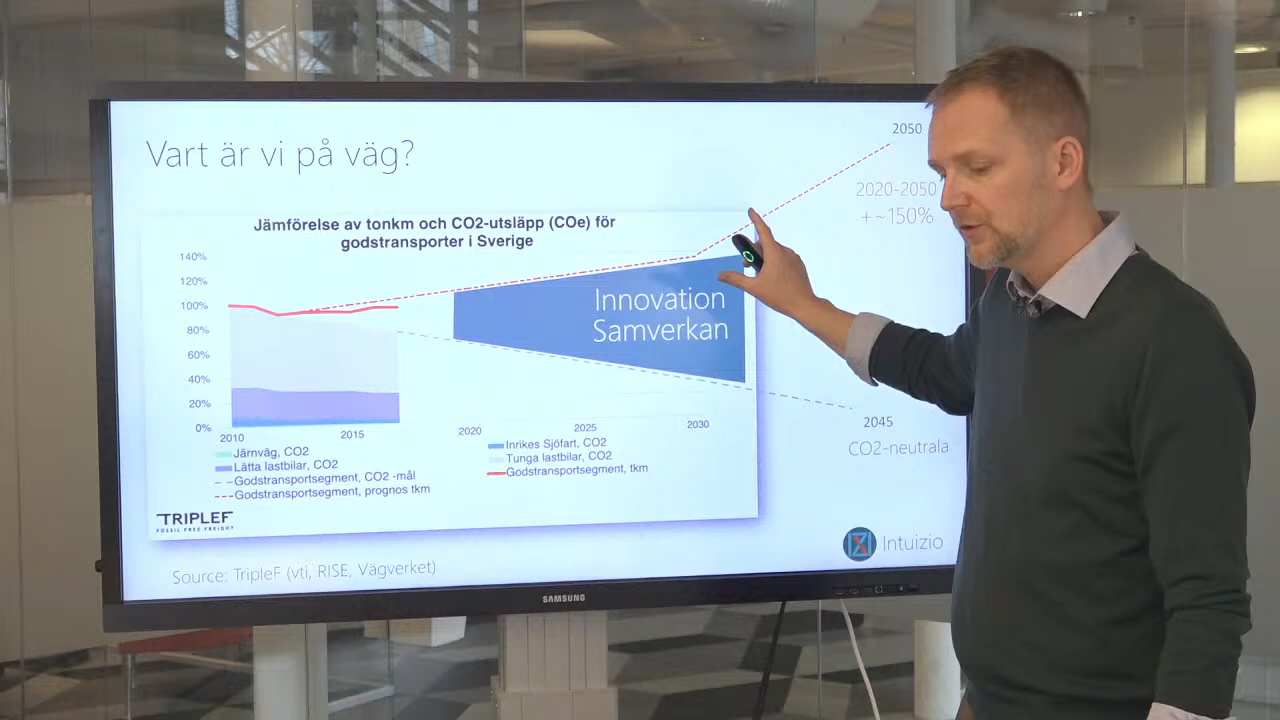 Vart är vi på väg?
2050
2020-2050
+~150%
Jämförelse av tonkm och CO2-utsläpp (COe) för
godstransporter i Sverige
140%
120%
100%
80%
60%
40%
20%
0%
Innovation
Samverkan
2010
2015
2020
2025
2030
2045
CO2-neutrala
Järnväg, CO2
Lätta lastbilar, CO2
Godstransportsegment, CO2 -mål
Godstransportsegment, prognos tkm
Inrikes Sjöfart, CO2
Tunga lastbilar, CO2
Godstransportsegment, tkm
TRIPLEF
FOSSIL FREE FREIGHT
Intuizio
Source: TripleF (vti, RISE, Vägverket)
SAMSUNG